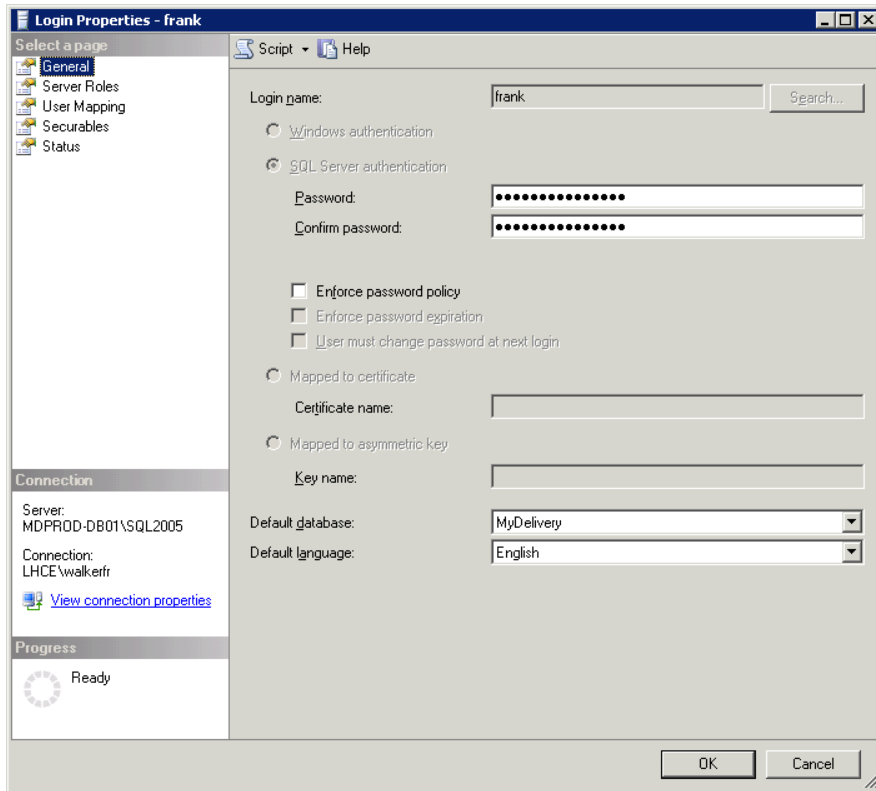 Login Properties - frank
Select a page
General
Server Roles
User Mapping
Securables
Status
Script
Help
Login name:
frank
Search...
Windows authentication
SQL Server authentication
Password:
●●●●●●●●●●●●●●●
Confirm password:
●●●●●●●●●●●●●●●
Enforce password policy
Enforce password expiration
User must change password at next login
Mapped to certificate
Certificate name:
Mapped to asymmetric key
Key name:
Default database:
MyDelivery
Default language:
English
Connection
Server:
MDPROD-DB01\SQL2005
Connection:
LHCE\walkerfr
View connection properties
Progress
Ready
OK
Cancel